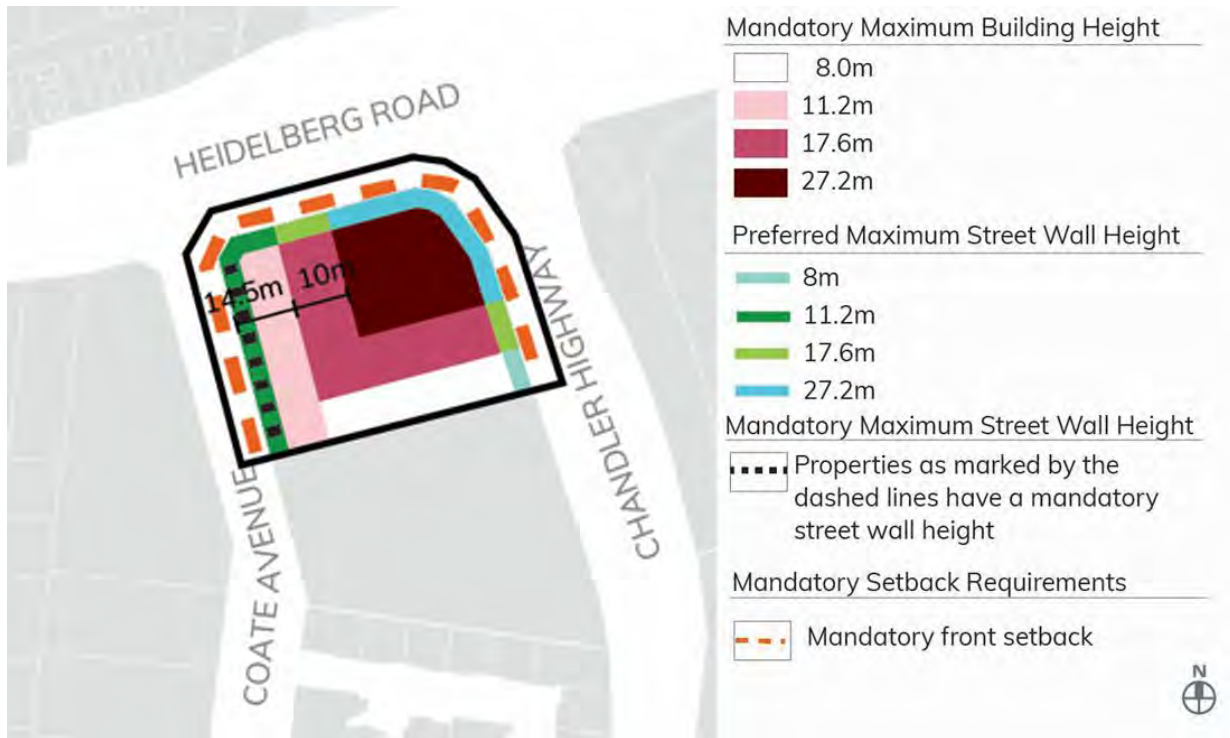 HEIDELBERG ROAD
14.5m
10m
CHANDLER HIGHWAY
COATE AVENUE
Mandatory Maximum Building Height
8.0m
11.2m
17.6m
27.2m
Preferred Maximum Street Wall Height
8m
11.2m
17.6m
27.2m
Mandatory Maximum Street Wall Height
Properties as marked by the
dashed lines have a mandatory
street wall height
Mandatory Setback Requirements
Mandatory front setback
N